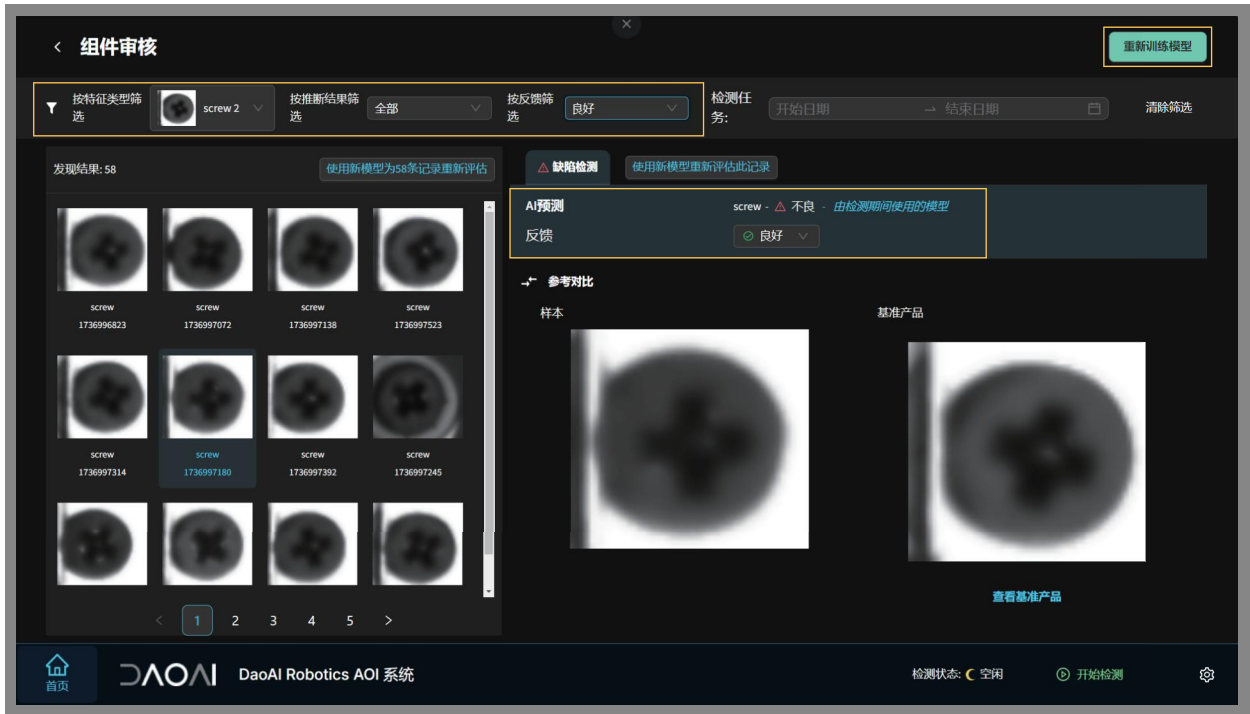 组件审核
重新训练模型
按特征类型筛选
screw 2
按推断结果筛选
全部
按反馈筛选
良好
检测任务:
开始日期
结束日期
清除筛选
发现结果: 58
使用新模型为58条记录重新评估
screw
1736996823
screw
1736997072
screw
1736997138
screw
1736997523
screw
1736997314
screw
1736997180
screw
1736997392
screw
1736997245
< 1 2 3 4 5 >
缺陷检测
使用新模型重新评估此记录
AI预测
screw - 不良 - 由检测期间使用的模型
反馈
良好
参考对比
样本
基准产品
查看基准产品
首页
DAOAI
DaoAI Robotics AOI 系统
检测状态: 空闲
开始检测